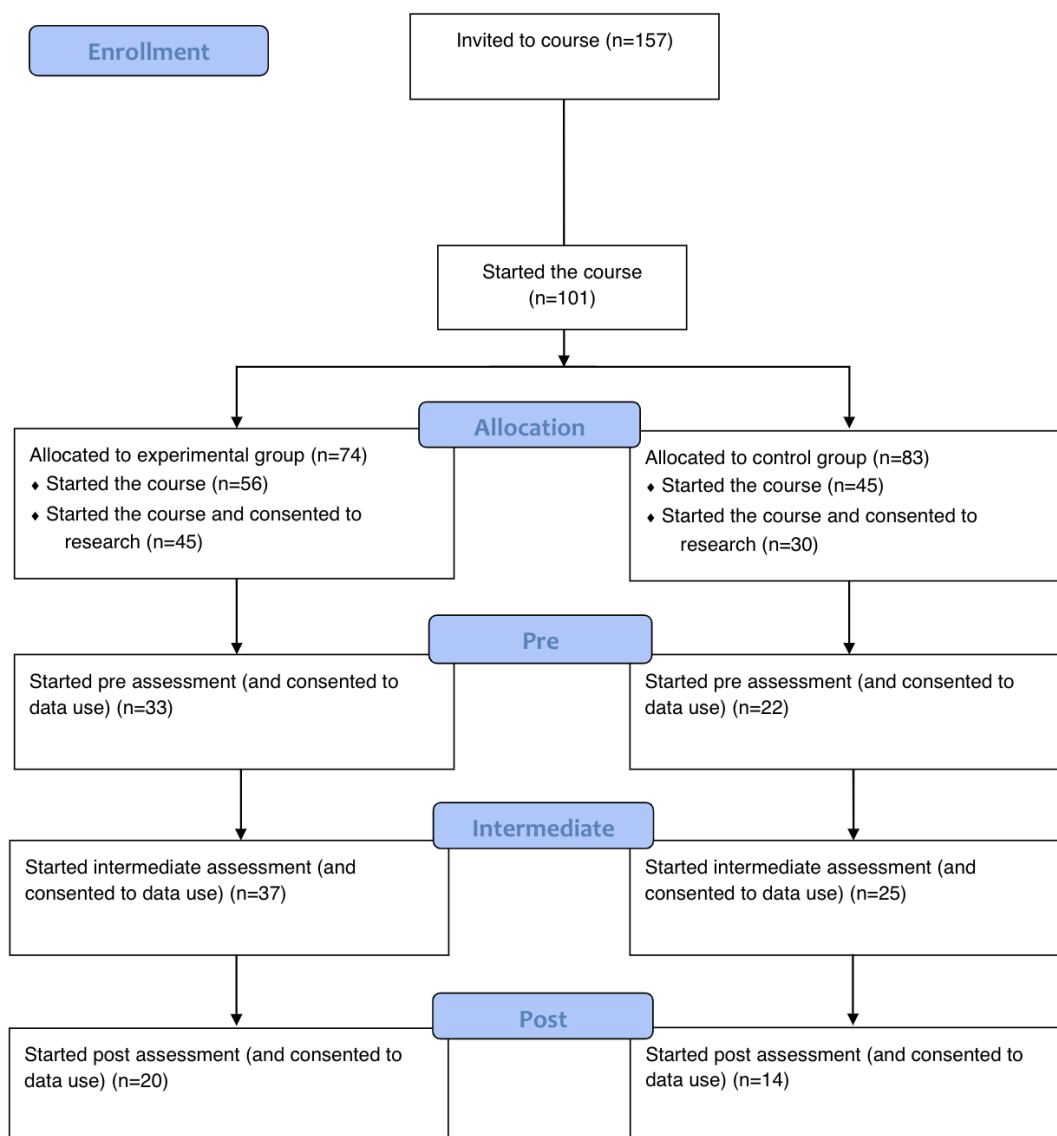 Enrollment
Invited to course (n=157)
Started the course
(n=101)
Allocation
Allocated to experimental group (n=74)
♦ Started the course (n=56)
♦ Started the course and consented to
research (n=45)
Allocated to control group (n=83)
♦ Started the course (n=45)
♦ Started the course and consented to
research (n=30)
Pre
Started pre assessment (and consented to
data use) (n=33)
Started pre assessment (and consented to
data use) (n=22)
Intermediate
Started intermediate assessment (and
consented to data use) (n=37)
Started intermediate assessment (and
consented to data use) (n=25)
Post
Started post assessment (and consented to
data use) (n=20)
Started post assessment (and consented to
data use) (n=14)